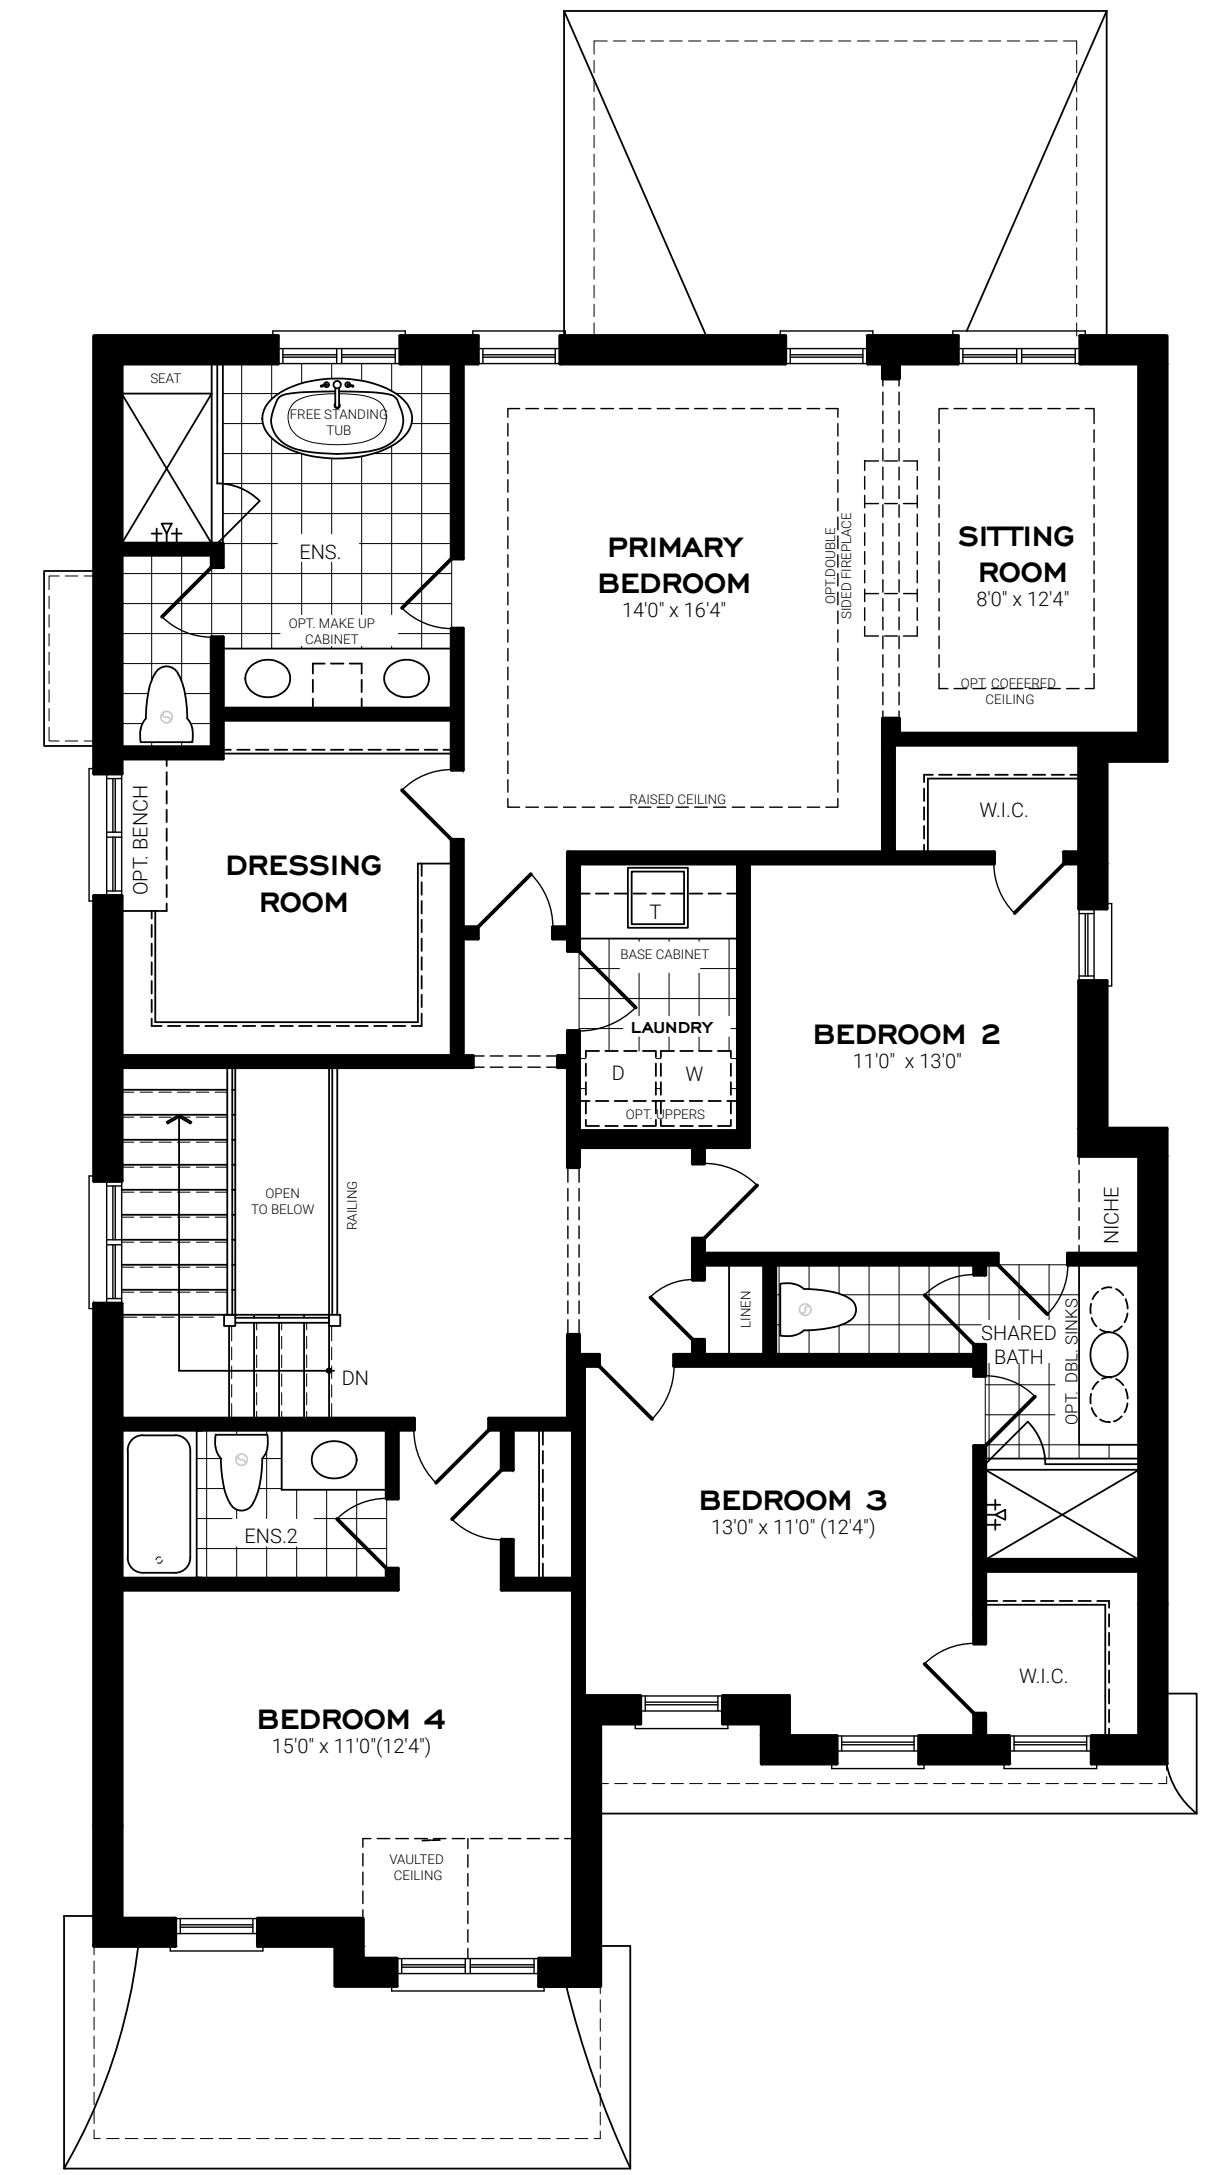 SEAT
FREE STANDING
TUB
ENS.
OPT. MAKE UP
CABINET
PRIMARY
BEDROOM
14'0" x 16'4"
RAISED CEILING
OPT.DOUBLE
SIDED FIREPLACE
SITTING
ROOM
8'0" x 12'4"
OPT. COFFERED
CEILING
OPT. BENCH
DRESSING
ROOM
W.I.C.
T
BASE CABINET
LAUNDRY
D
W
OPT. UPPERS
BEDROOM 2
11'0" x 13'0"
NICHE
OPEN
TO BELOW
RAILING
DN
LINEN
SHARED
BATH
OPT. DBL. SINKS
ENS.2
BEDROOM 3
13'0" x 11'0" (12'4")
W.I.C.
BEDROOM 4
15'0" x 11'0"(12'4")
VAULTED
CEILING